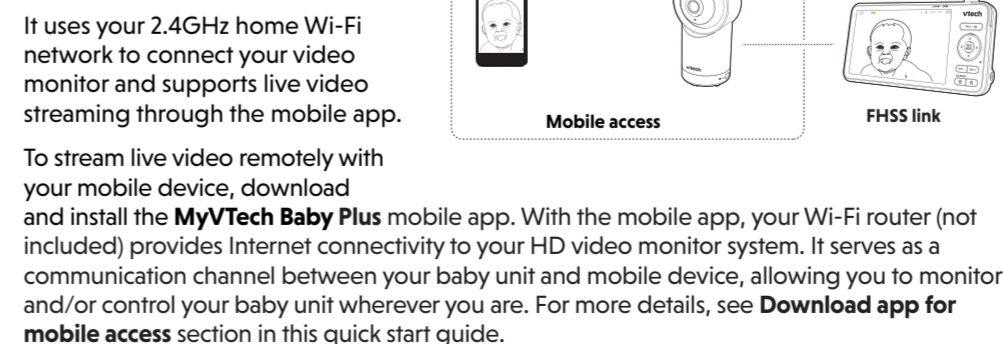 It uses your 2.4GHz home Wi-Fi
network to connect your video
monitor and supports live video
streaming through the mobile app.
vtech
vtech
Mobile access
FHSS link
To stream live video remotely with
your mobile device, download
and install the MyVTech Baby Plus mobile app. With the mobile app, your Wi-Fi router (not
included) provides Internet connectivity to your HD video monitor system. It serves as a
communication channel between your baby unit and mobile device, allowing you to monitor
and/or control your baby unit wherever you are. For more details, see Download app for
mobile access section in this quick start guide.